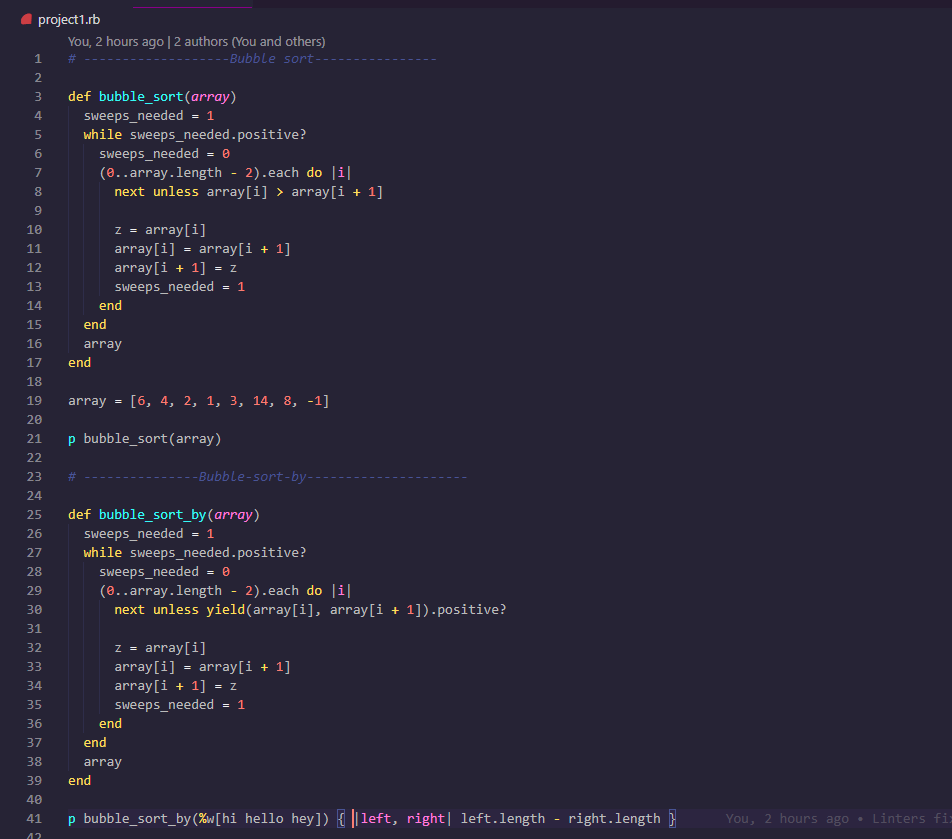 project1.rb
You, 2 hours ago | 2 authors (You and others)
1 # -------------------Bubble sort----------------
2
3 def bubble_sort(array)
4   sweeps_needed = 1
5   while sweeps_needed.positive?
6     sweeps_needed = 0
7     (0..array.length - 2).each do |i|
8       next unless array[i] > array[i + 1]
9
10       z = array[i]
11       array[i] = array[i + 1]
12       array[i + 1] = z
13       sweeps_needed = 1
14     end
15   end
16   array
17 end
18
19 array = [6, 4, 2, 1, 3, 14, 8, -1]
20
21 p bubble_sort(array)
22
23 # ---------------Bubble-sort-by---------------------
24
25 def bubble_sort_by(array)
26   sweeps_needed = 1
27   while sweeps_needed.positive?
28     sweeps_needed = 0
29     (0..array.length - 2).each do |i|
30       next unless yield(array[i], array[i + 1]).positive?
31
32       z = array[i]
33       array[i] = array[i + 1]
34       array[i + 1] = z
35       sweeps_needed = 1
36     end
37   end
38   array
39 end
40
41 p bubble_sort_by(%w[hi hello hey]) { |left, right| left.length - right.length } You, 2 hours ago • Linters
42